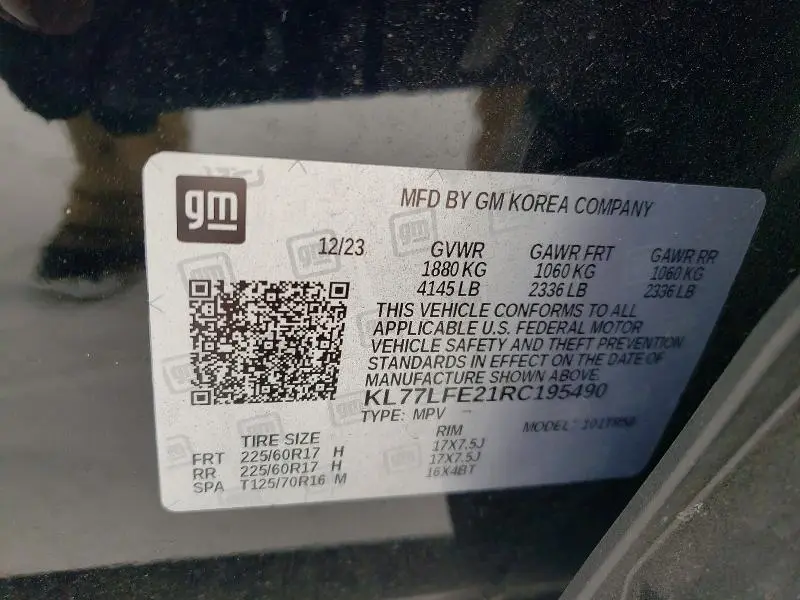 gm
MFD BY GM KOREA COMPANY
12/23 GVWR GAWR FRT GAWR RR
1880 KG 1060 KG 1060 KG
4145 LB 2336 LB 2336 LB
THIS VEHICLE CONFORMS TO ALL
APPLICABLE U.S. FEDERAL MOTOR
VEHICLE SAFETY AND THEFT PREVENTION
STANDARDS IN EFFECT ON THE DATE OF
MANUFACTURE SHOWN ABOVE.
KL77LFE21RC195490
TYPE: MPV MODEL:
TIRE SIZE RIM
FRT 225/60R17 H 17X7.5J
RR 225/60R17 H 17X7.5J
SPA T125/70R16 M 16X4BT